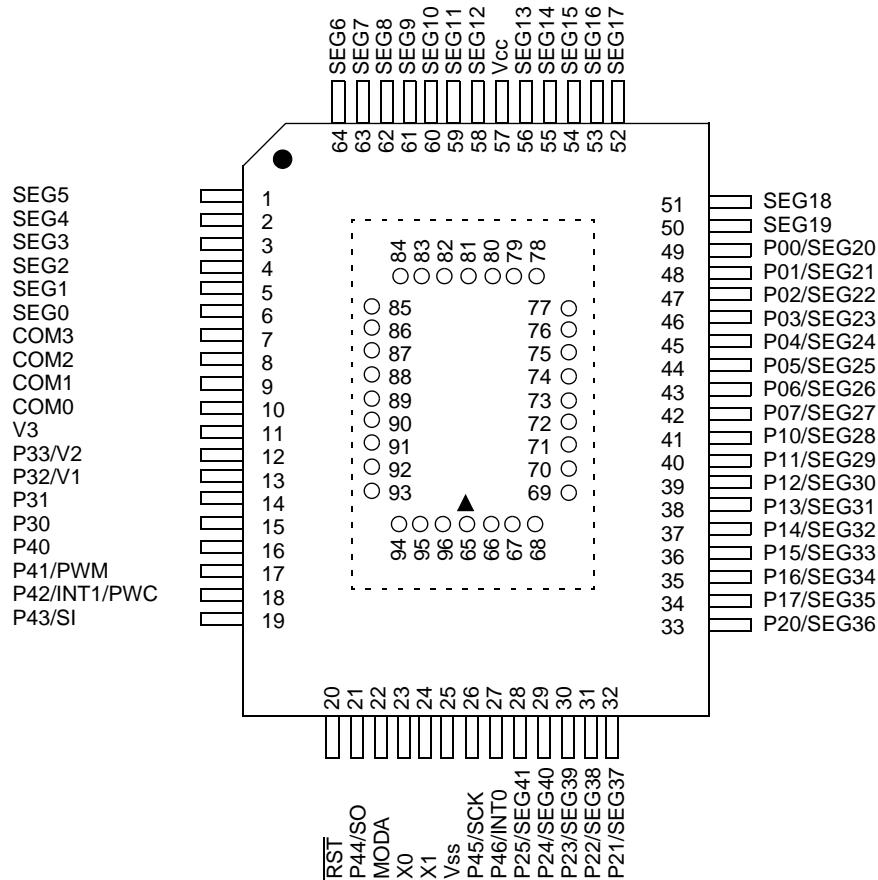 SEG6
SEG7
SEG8
SEG9
SEG10
SEG11
SEG12
Vcc
SEG13
SEG14
SEG15
SEG16
SEG17
64
63
62
61
60
59
58
57
56
55
54
53
52
SEG5 1
SEG4 2
SEG3 3
SEG2 4
SEG1 5
SEG0 6
COM3 7
COM2 8
COM1 9
COM0 10
V3 11
P33/V2 12
P32/V1 13
P31 14
P30 15
P40 16
P41/PWM 17
P42/INT1/PWC 18
P43/SI 19
84
83
82
81
80
79
78
85
86
87
88
89
90
91
92
93
77
76
75
74
73
72
71
70
69
94
95
96
65
66
67
68
51 SEG18
50 SEG19
49 P00/SEG20
48 P01/SEG21
47 P02/SEG22
46 P03/SEG23
45 P04/SEG24
44 P05/SEG25
43 P06/SEG26
42 P07/SEG27
41 P10/SEG28
40 P11/SEG29
39 P12/SEG30
38 P13/SEG31
37 P14/SEG32
36 P15/SEG33
35 P16/SEG34
34 P17/SEG35
33 P20/SEG36
20
21
22
23
24
25
26
27
28
29
30
31
32
RST
P44/SO
MODA
X0
X1
Vss
P45/SCK
P46/INT0
P25/SEG41
P24/SEG40
P23/SEG39
P22/SEG38
P21/SEG37